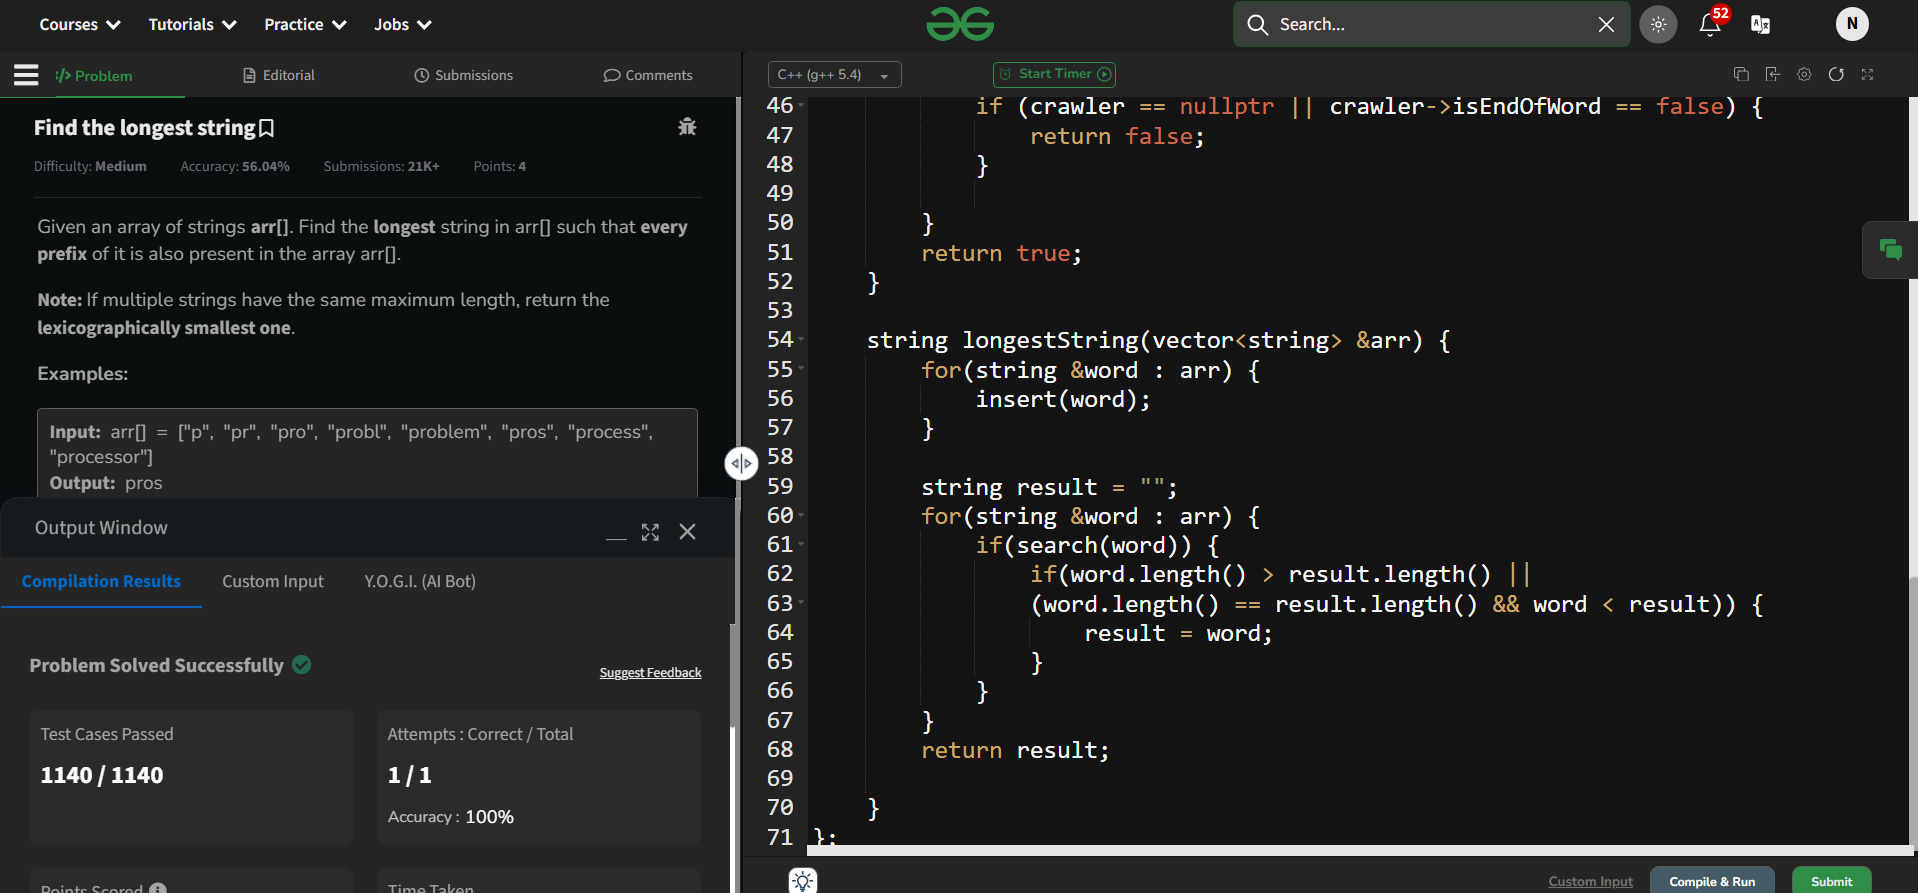 Courses Tutorials Practice Jobs Search... 52 N
</> Problem Editorial Submissions Comments
C++ (g++ 5.4) Start Timer
Find the longest string
Difficulty: Medium Accuracy: 56.04% Submissions: 21K+ Points: 4
Given an array of strings arr[]. Find the longest string in arr[] such that every
prefix of it is also present in the array arr[].
Note: If multiple strings have the same maximum length, return the
lexicographically smallest one.
Examples:
Input: arr[] = ["p", "pr", "pro", "probl", "problem", "pros", "process",
"processor"]
Output: pros
Output Window
Compilation Results Custom Input Y.O.G.I. (AI Bot)
Problem Solved Successfully
Suggest Feedback
Test Cases Passed
1140 / 1140
Attempts : Correct / Total
1 / 1
Accuracy : 100%
Points Scored
Time Taken
46 if (crawler == nullptr || crawler->isEndOfWord == false) {
47 return false;
48 }
49
50 }
51 return true;
52 }
53
54 string longestString(vector<string> &arr) {
55 for(string &word : arr) {
56 insert(word);
57 }
58
59 string result = "";
60 for(string &word : arr) {
61 if(search(word)) {
62 if(word.length() > result.length() ||
63 (word.length() == result.length() && word < result)) {
64 result = word;
65 }
66 }
67 }
68 return result;
69
70 }
71 };
Custom Input Compile & Run Submit